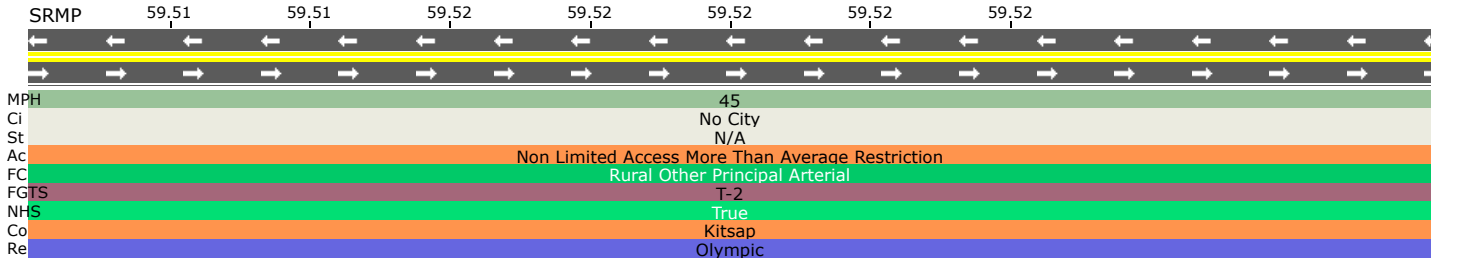 SRMP 59.51 59.51 59.52 59.52 59.52 59.52 59.52
MPH 45
Ci No City
St N/A
Ac Non Limited Access More Than Average Restriction
FC Rural Other Principal Arterial
FGTS T-2
NHS True
Co Kitsap
Re Olympic